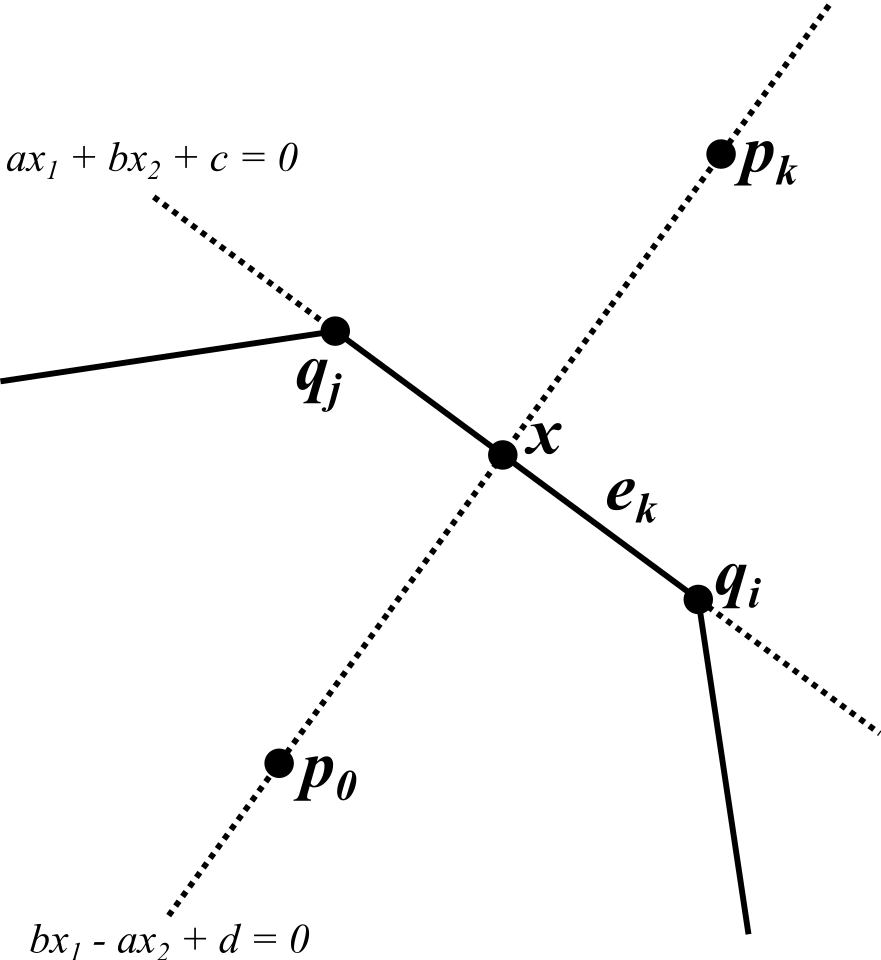 ax₁ + bx₂ + c = 0
pₖ
qⱼ
x
eₖ
qᵢ
p₀
bx₁ - ax₂ + d = 0